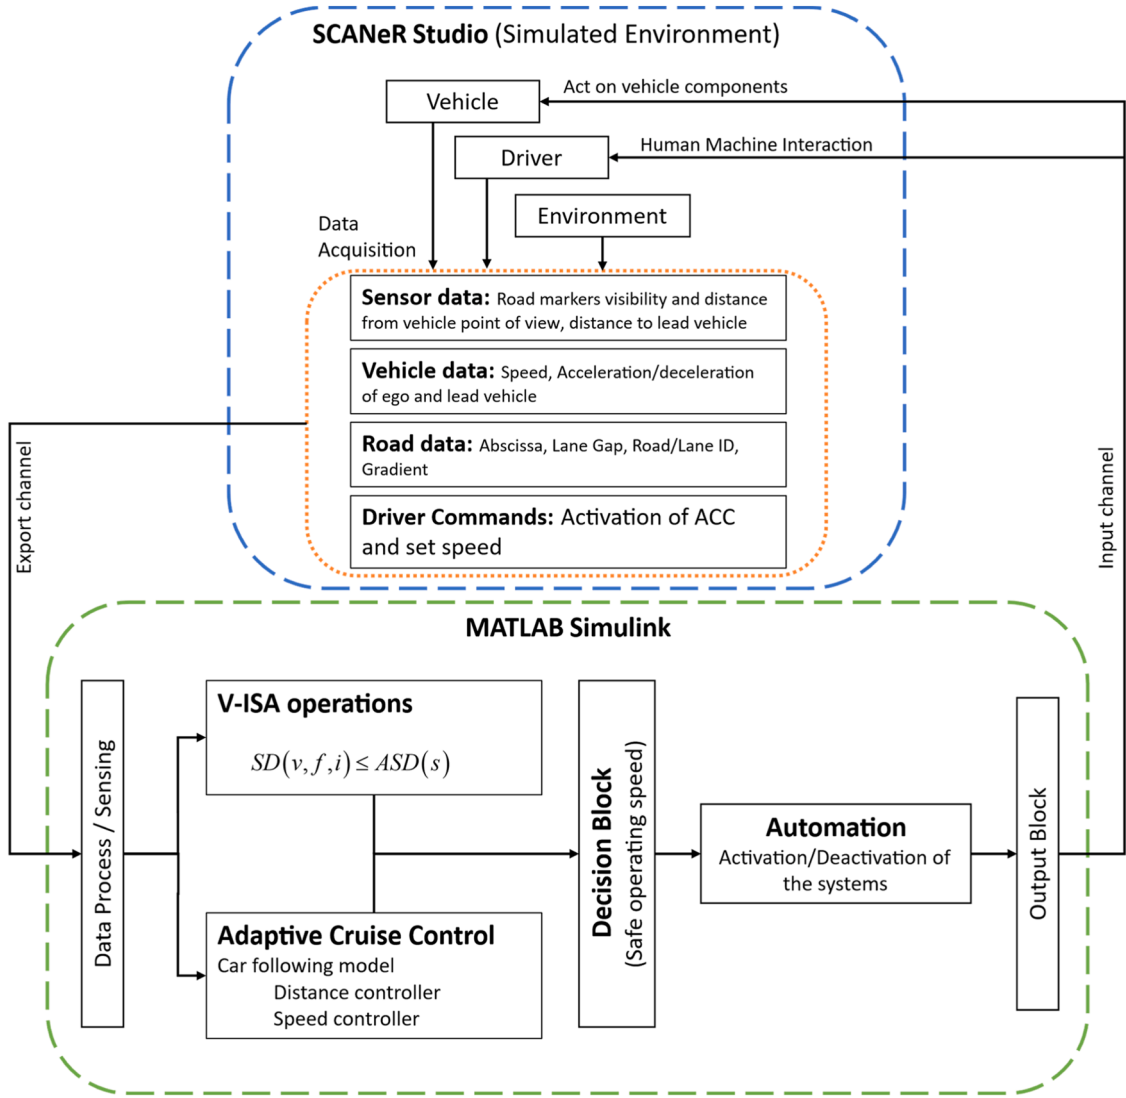 SCANeR Studio (Simulated Environment)
Vehicle
Act on vehicle components
Driver
Human Machine Interaction
Environment
Data
Acquisition
Sensor data: Road markers visibility and distance
from vehicle point of view, distance to lead vehicle
Vehicle data: Speed, Acceleration/deceleration
of ego and lead vehicle
Road data: Abscissa, Lane Gap, Road/Lane ID,
Gradient
Driver Commands: Activation of ACC
and set speed
Export channel
Input channel
MATLAB Simulink
Data Process / Sensing
V-ISA operations
SD(v,f,i) ≤ ASD(s)
Adaptive Cruise Control
Car following model
Distance controller
Speed controller
Decision Block
(Safe operating speed)
Automation
Activation/Deactivation of
the systems
Output Block